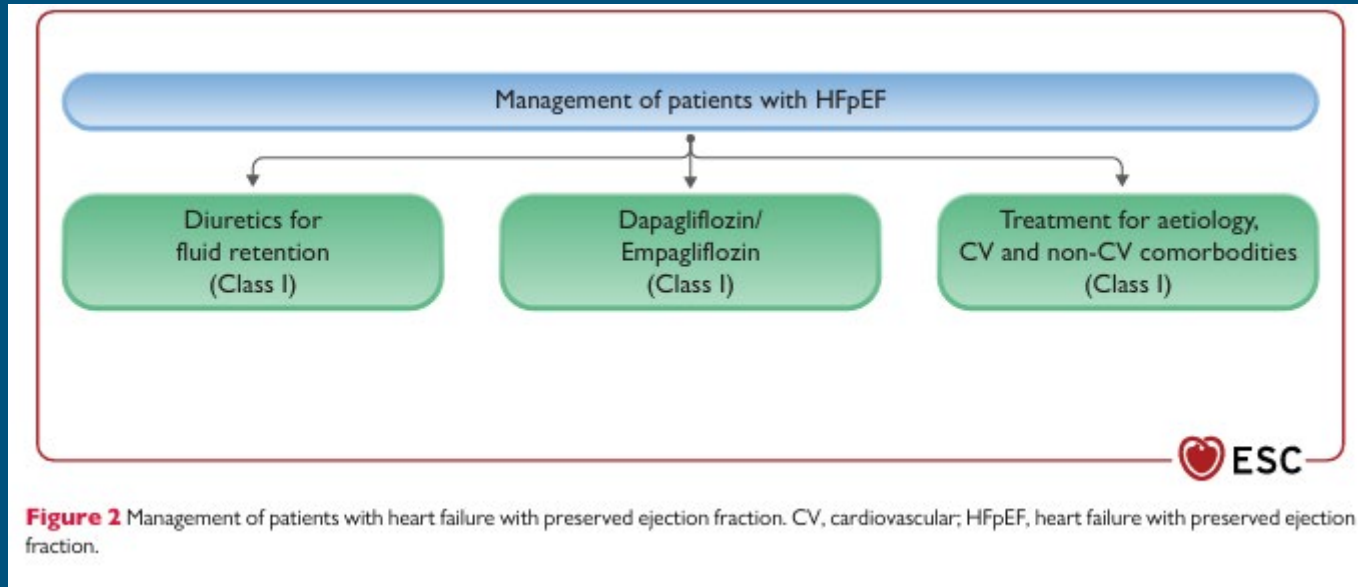 Management of patients with HFpEF
Diuretics for
fluid retention
(Class I)
Dapagliflozin/
Empagliflozin
(Class I)
Treatment for aetiology,
CV and non-CV comorbodities
(Class I)
ESC
Figure 2 Management of patients with heart failure with preserved ejection fraction. CV, cardiovascular; HFpEF, heart failure with preserved ejection
fraction.